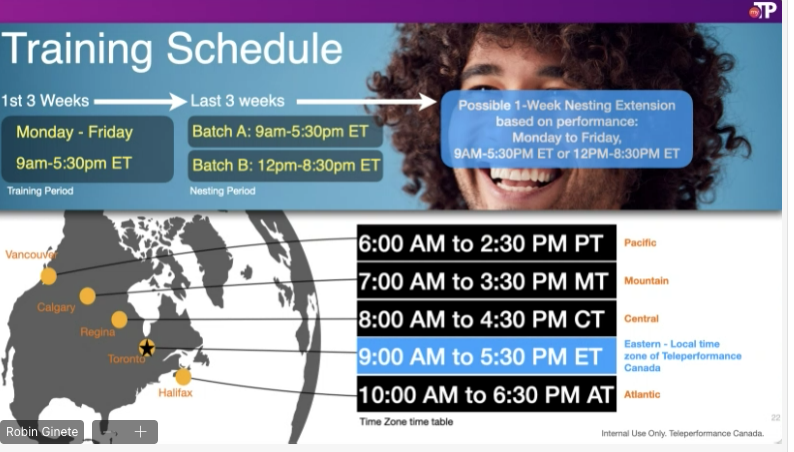 my TP
Training Schedule
1st 3 Weeks
Last 3 weeks
Monday - Friday
9am-5:30pm ET
Training Period
Batch A: 9am-5:30pm ET
Batch B: 12pm-8:30pm ET
Nesting Period
Possible 1-Week Nesting Extension
based on performance:
Monday to Friday,
9AM-5:30PM ET or 12PM-8:30PM ET
Vancouver
Calgary
Regina
Toronto
Halifax
6:00 AM to 2:30 PM PT
Pacific
7:00 AM to 3:30 PM MT
Mountain
8:00 AM to 4:30 PM CT
Central
9:00 AM to 5:30 PM ET
Eastern - Local time
zone of Teleperformance
Canada
10:00 AM to 6:30 PM AT
Atlantic
Time Zone time table
22
Internal Use Only. Teleperformance Canada.
Robin Ginete